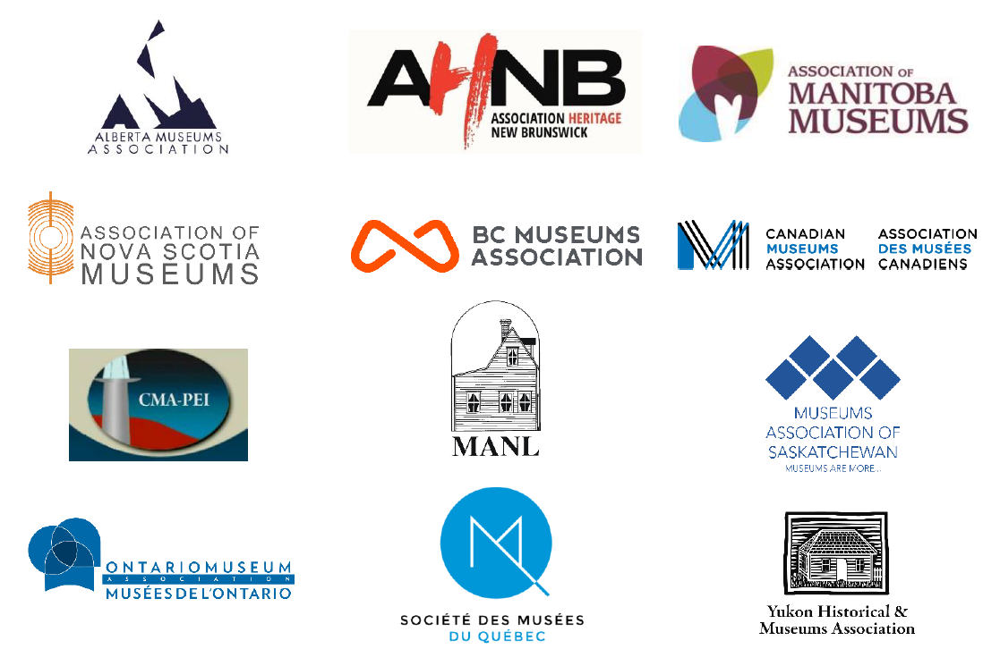 ALBERTA MUSEUMS
ASSOCIATION
AHNB
ASSOCIATION HERITAGE
NEW BRUNSWICK
ASSOCIATION OF
MANITOBA
MUSEUMS
ASSOCIATION OF
NOVA SCOTIA
MUSEUMS
BC MUSEUMS
ASSOCIATION
CANADIAN
MUSEUMS
ASSOCIATION
ASSOCIATION
DES MUSÉES
CANADIENS
CMA-PEI
MANL
MUSEUMS
ASSOCIATION OF
SASKATCHEWAN
MUSEUMS ARE MORE...
ONTARIOMUSEUM
ASSOCIATION
MUSÉESDEL'ONTARIO
SOCIÉTÉ DES MUSÉES
DU QUÉBEC
Yukon Historical &
Museums Association